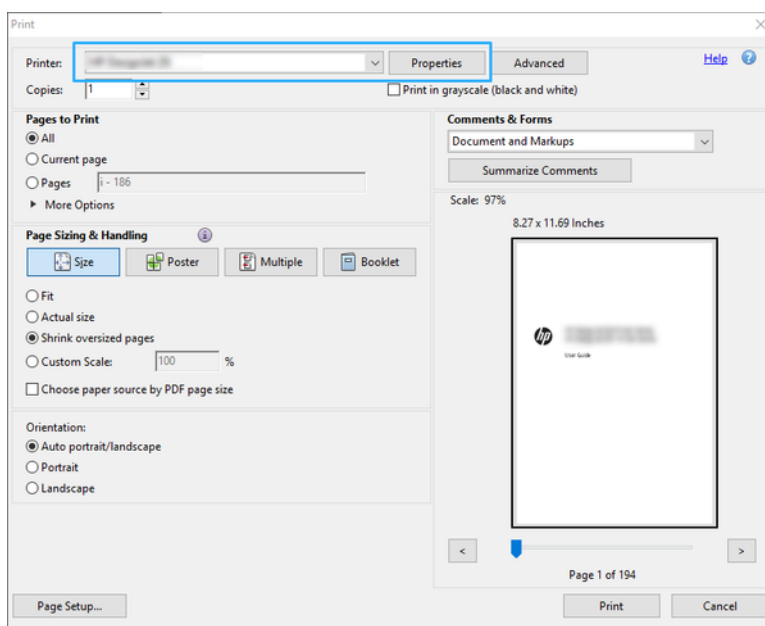 Print
Printer: Properties Advanced Help
Copies: 1 Print in grayscale (black and white)
Pages to Print
All
Current page
Pages i - 186
More Options
Page Sizing & Handling
Size Poster Multiple Booklet
Fit
Actual size
Shrink oversized pages
Custom Scale: 100 %
Choose paper source by PDF page size
Orientation:
Auto portrait/landscape
Portrait
Landscape
Comments & Forms
Document and Markups
Summarize Comments
Scale: 97%
8.27 x 11.69 Inches
hp
User Guide
< >
Page 1 of 194
Page Setup... Print Cancel